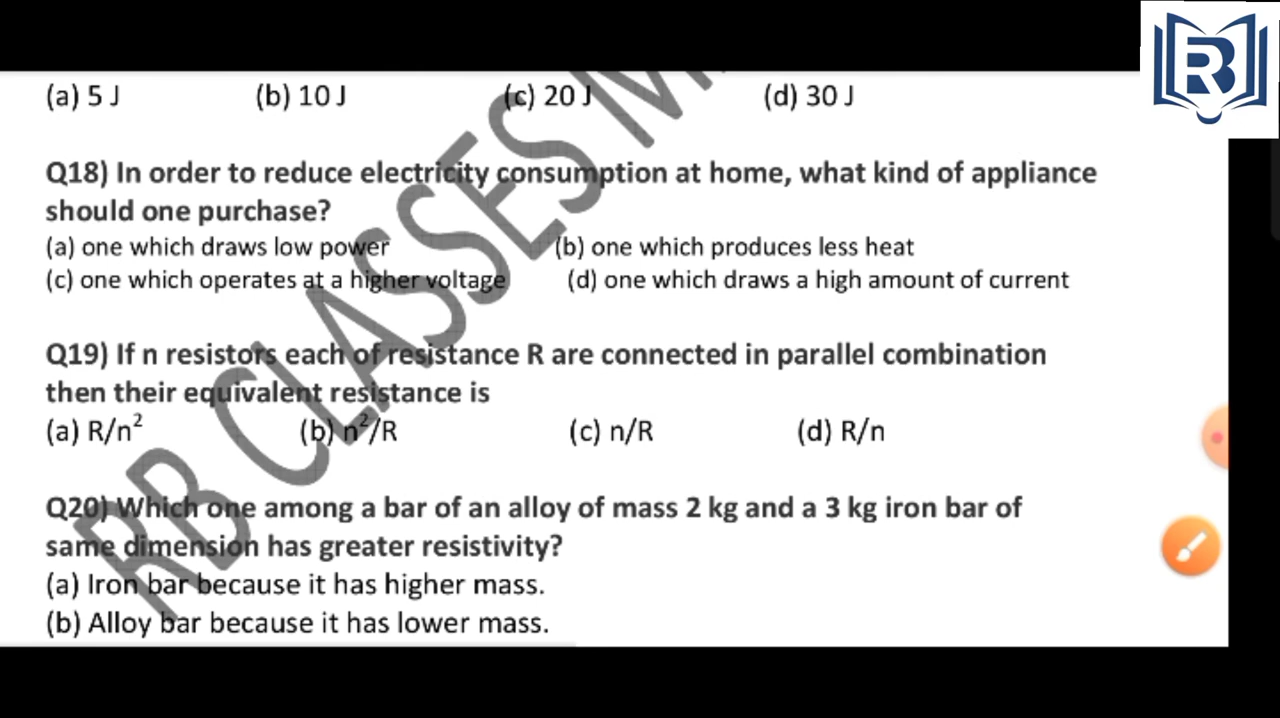 (a) 5 J (b) 10 J (c) 20 J (d) 30 J
Q18) In order to reduce electricity consumption at home, what kind of appliance
should one purchase?
(a) one which draws low power (b) one which produces less heat
(c) one which operates at a higher voltage (d) one which draws a high amount of current
Q19) If n resistors each of resistance R are connected in parallel combination
then their equivalent resistance is
(a) R/n² (b) n²/R (c) n/R (d) R/n
Q20) Which one among a bar of an alloy of mass 2 kg and a 3 kg iron bar of
same dimension has greater resistivity?
(a) Iron bar because it has higher mass.
(b) Alloy bar because it has lower mass.
RB CLASSES